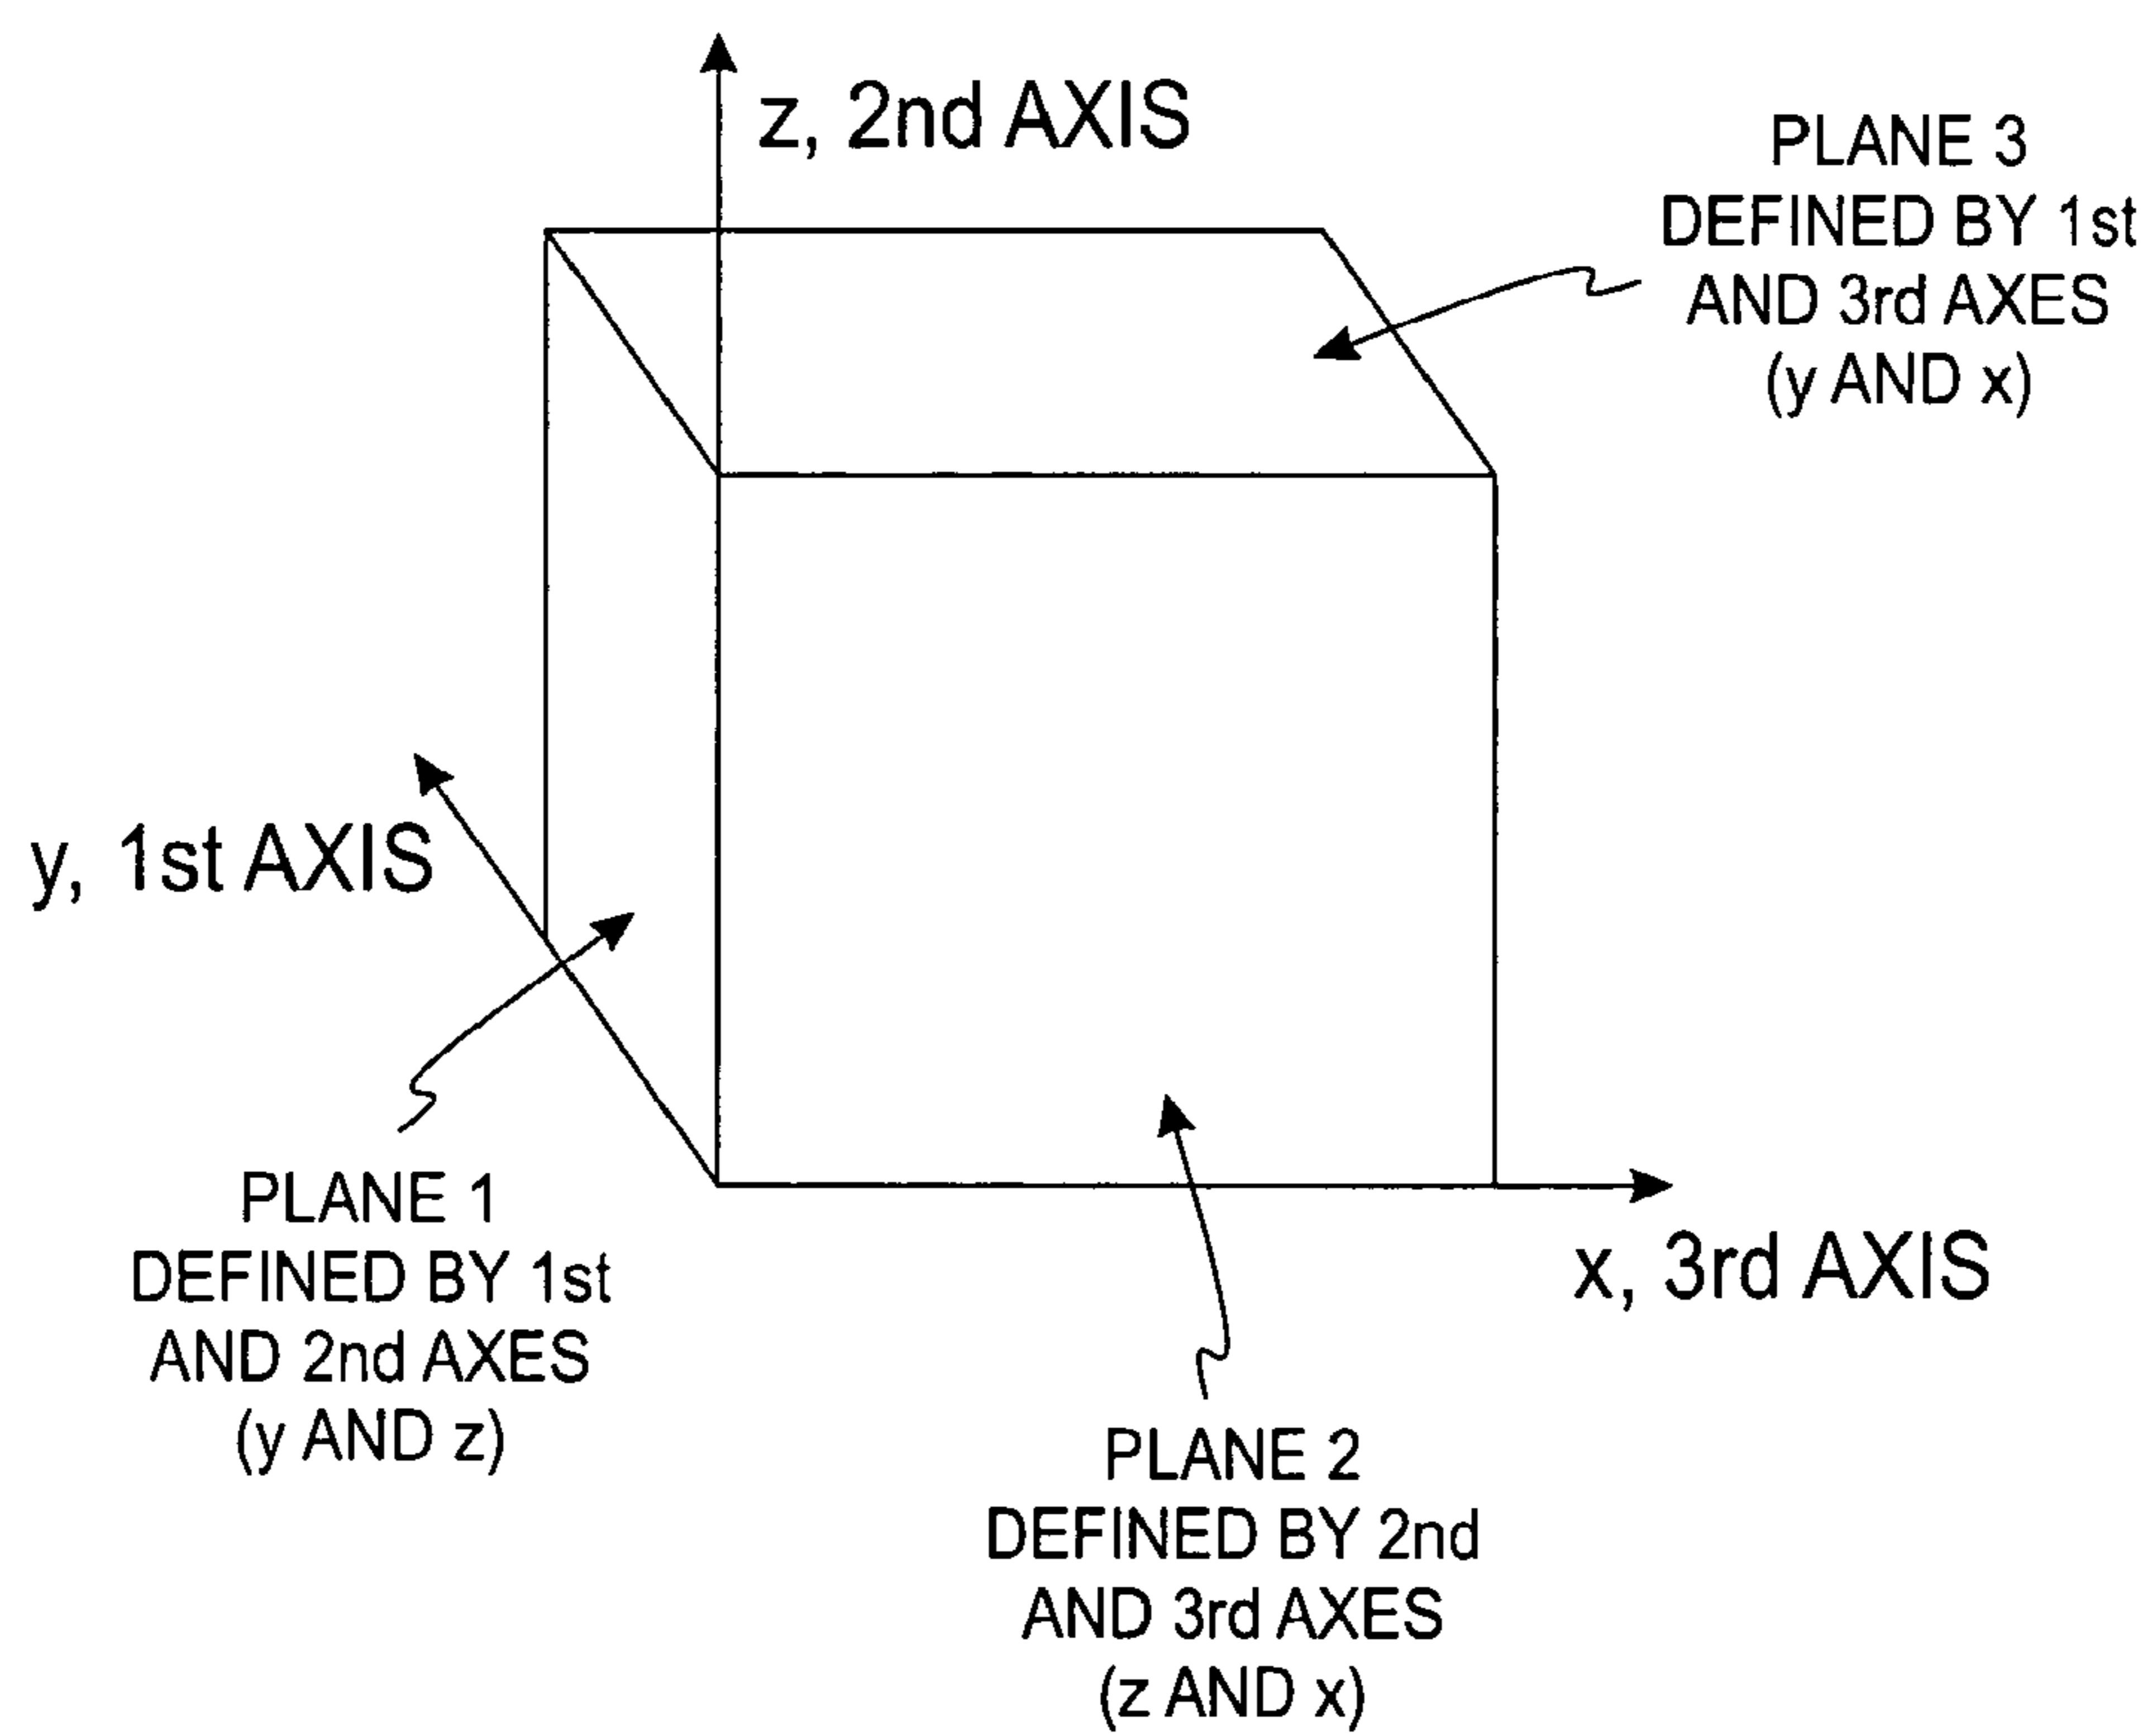 z, 2nd AXIS
PLANE 3
DEFINED BY 1st
AND 3rd AXES
(y AND x)
y, 1st AXIS
PLANE 1
DEFINED BY 1st
AND 2nd AXES
(y AND z)
x, 3rd AXIS
PLANE 2
DEFINED BY 2nd
AND 3rd AXES
(z AND x)